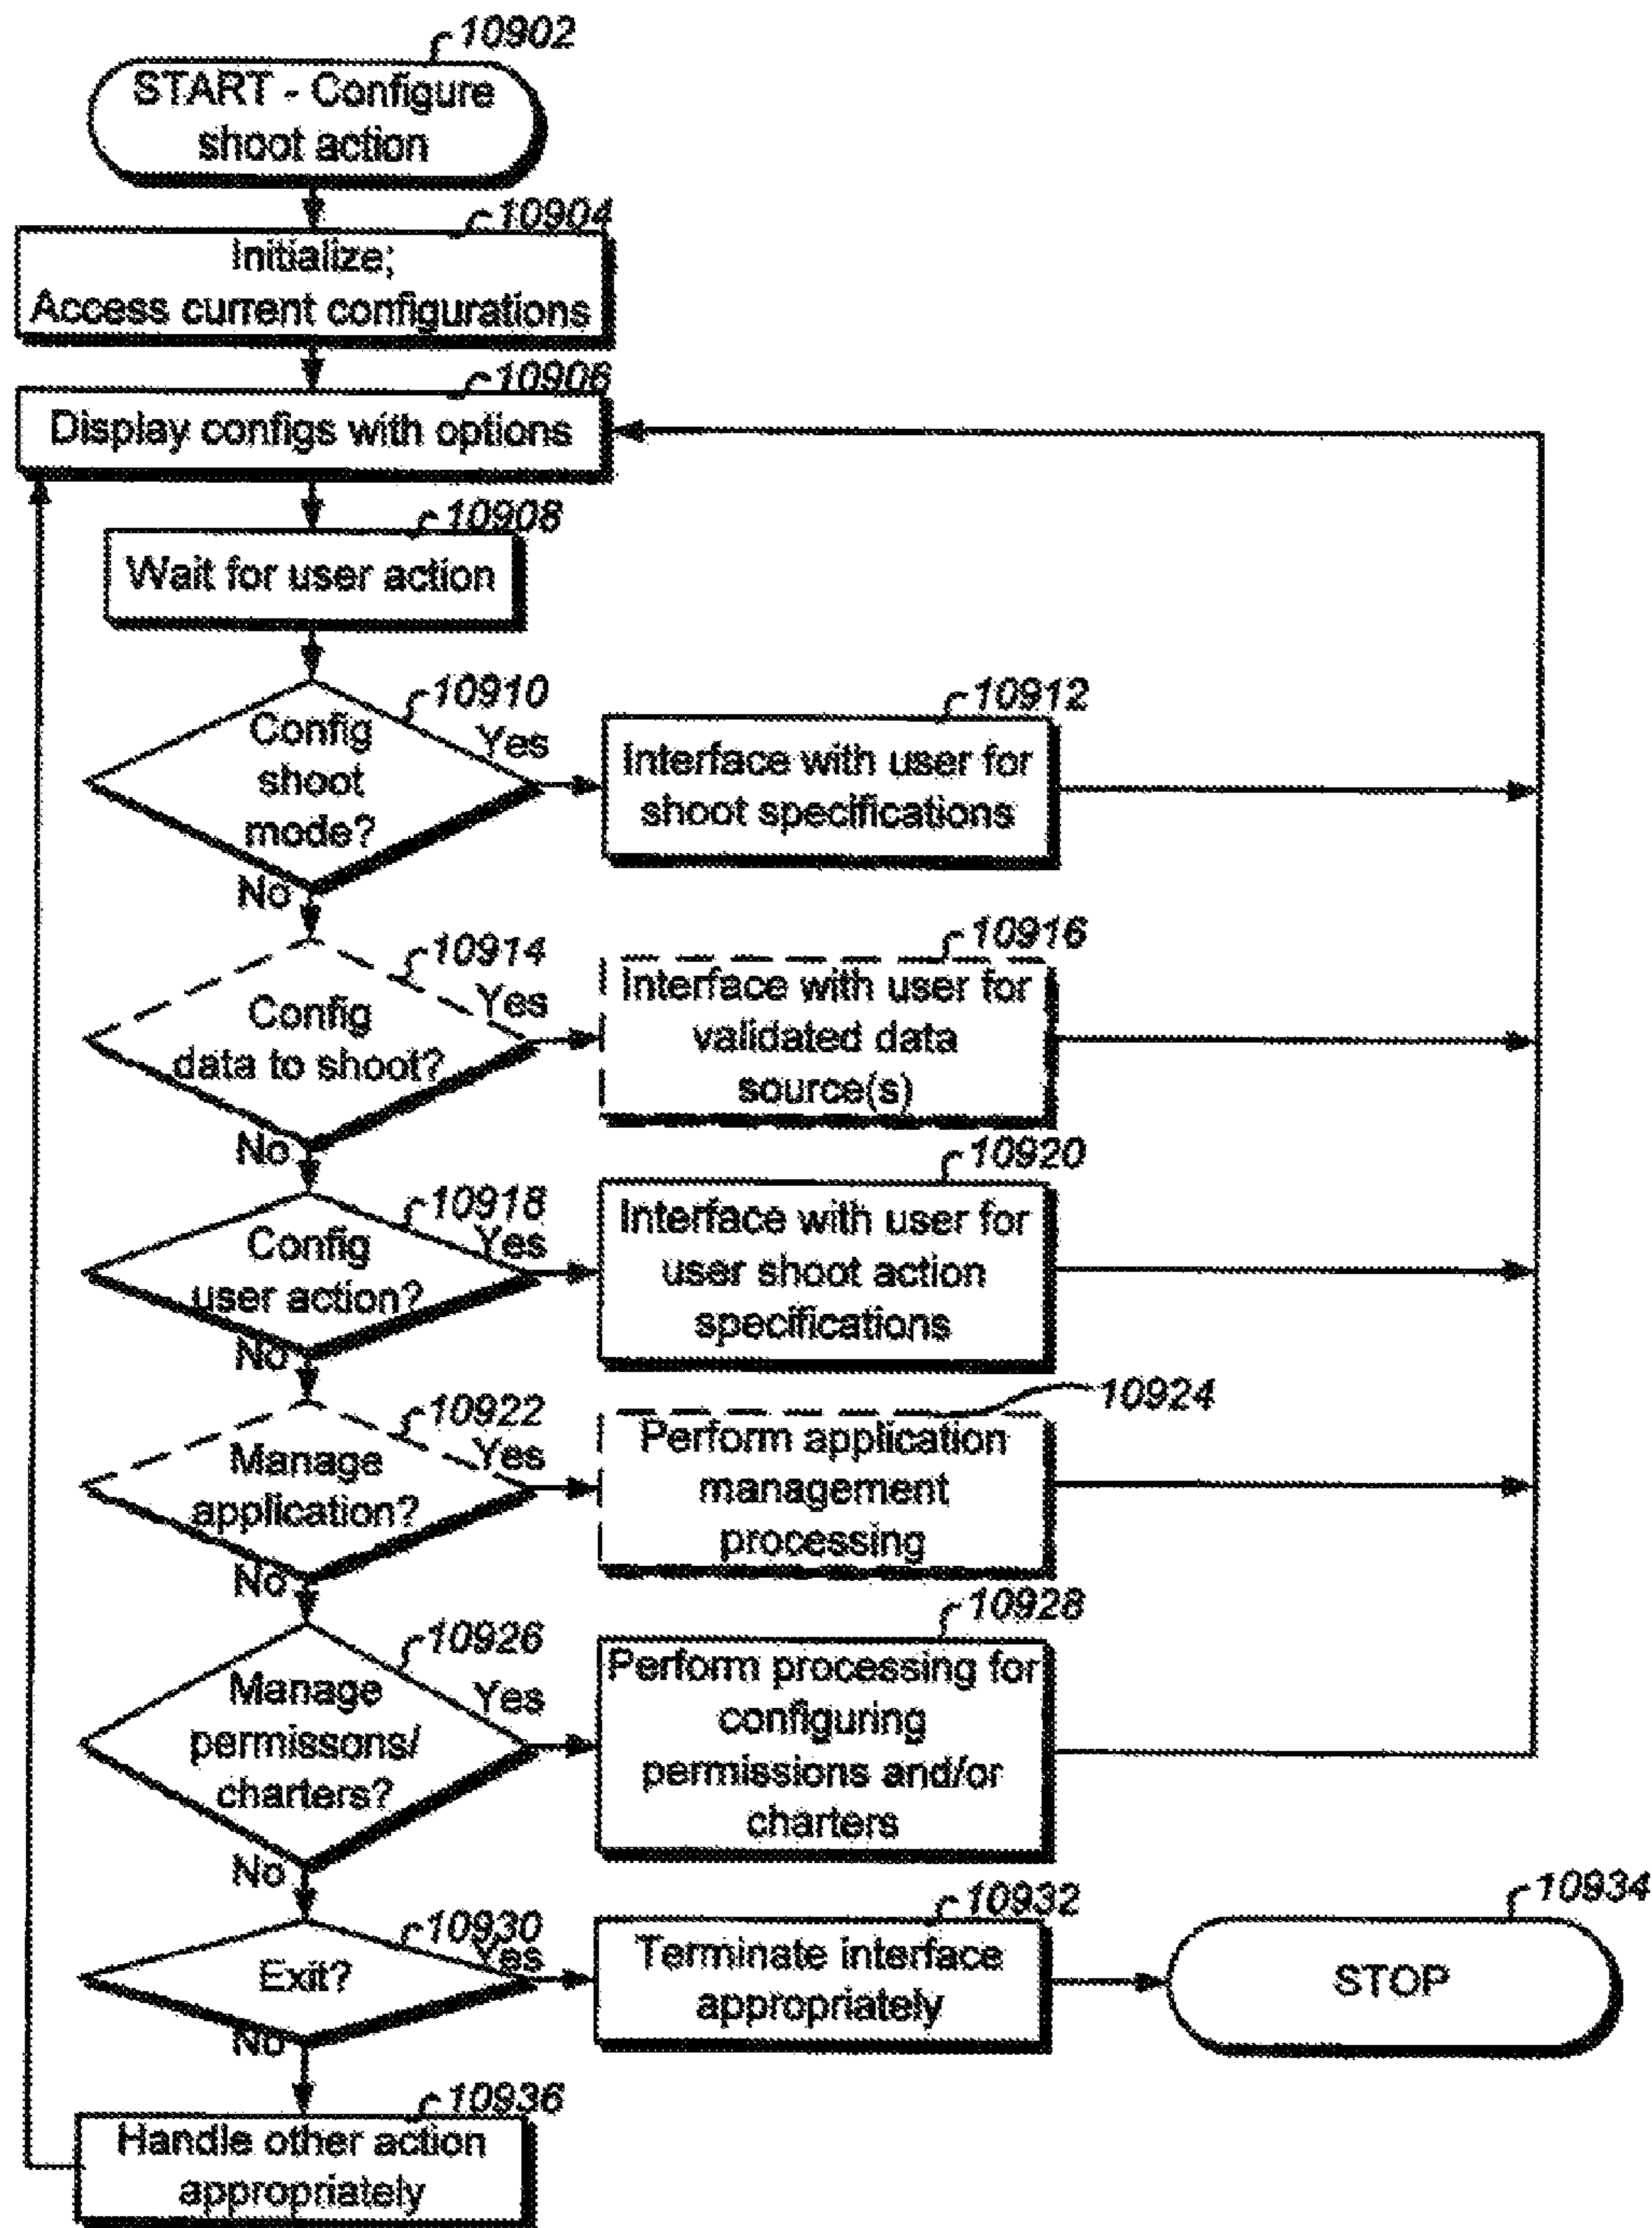 10902
START - Configure
shoot action
10904
Initialize;
Access current configurations
10906
Display configs with options
10908
Wait for user action
10910
Config
shoot
mode?
Yes
No
10912
Interface with user for
shoot specifications
10914
Config
data to shoot?
Yes
No
10916
Interface with user for
validated data
source(s)
10918
Config
user action?
Yes
No
10920
Interface with user for
user shoot action
specifications
10922
Manage
application?
Yes
No
10924
Perform application
management
processing
10926
Manage
permissons/
charters?
Yes
No
10928
Perform processing for
configuring
permissions and/or
charters
10930
Exit?
Yes
No
10932
Terminate interface
appropriately
10934
STOP
10936
Handle other action
appropriately